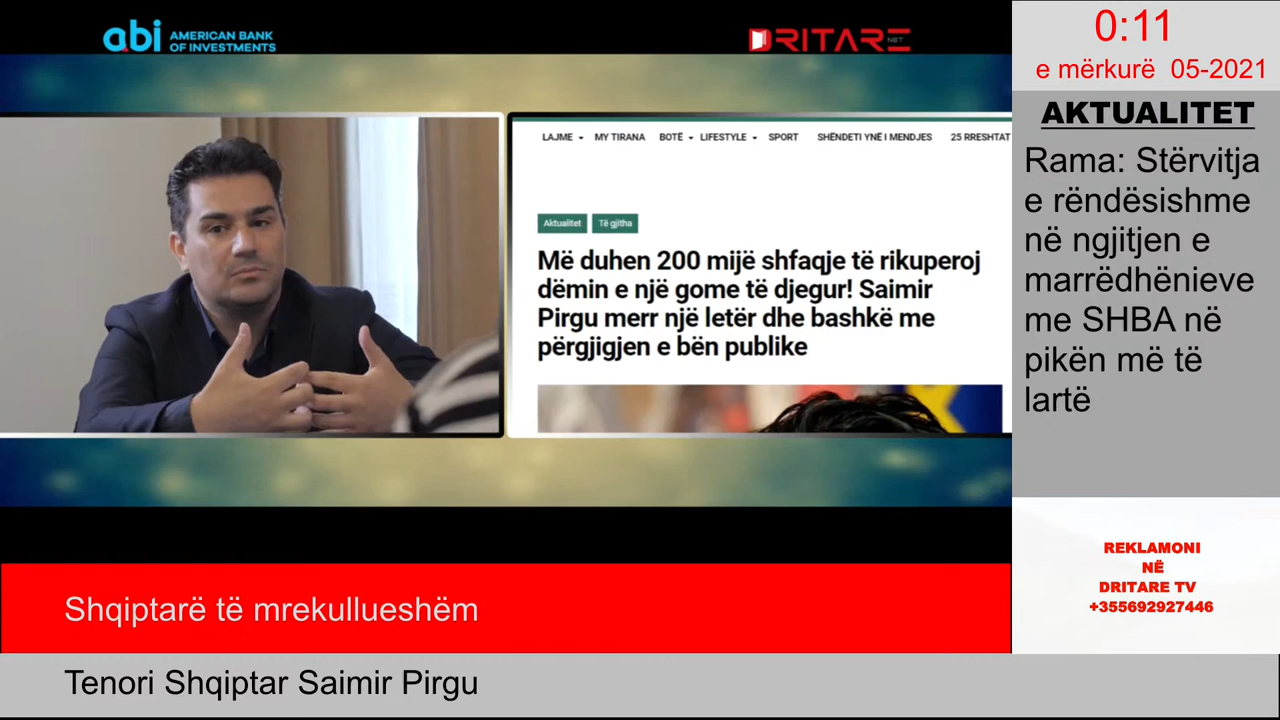 abi AMERICAN BANK
OF INVESTMENTS
DRITARE
NET
0:11
e mërkurë 05-2021
AKTUALITET
Rama: Stërvitja
e rëndësishme
në ngjitjen e
marrëdhënieve
me SHBA në
pikën më të
lartë
LAJME MY TIRANA BOTË LIFESTYLE SPORT SHËNDETI YNË I MENDJES 25 RRESHTAT
Aktualitet Të gjitha
Më duhen 200 mijë shfaqje të rikuperoj
dëmin e një gome të djegur! Saimir
Pirgu merr një letër dhe bashkë me
përgjigjen e bën publike
REKLAMONI
NË
DRITARE TV
+355692927446
Shqiptarë të mrekullueshëm
Tenori Shqiptar Saimir Pirgu